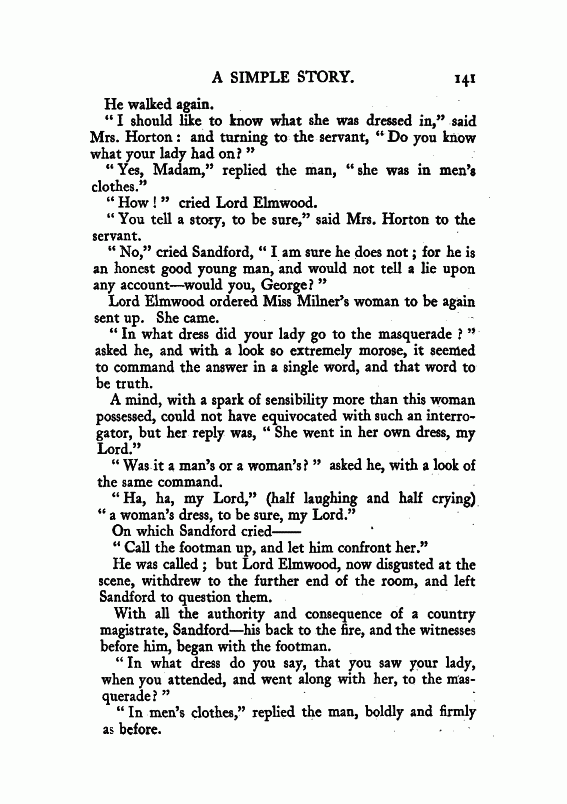 A SIMPLE STORY. 141
He walked again.
“ I should like to know what she was dressed in,” said
Mrs. Horton : and turning to the servant, “ Do you know
what your lady had on? ”
“ Yes, Madam,” replied the man, “ she was in men’s
clothes.”
“ How ! ” cried Lord Elmwood.
“ You tell a story, to be sure,” said Mrs. Horton to the
servant.
“ No,” cried Sandford, “ I am sure he does not ; for he is
an honest good young man, and would not tell a lie upon
any account—would you, George? ”
Lord Elmwood ordered Miss Milner’s woman to be again
sent up. She came.
“ In what dress did your lady go to the masquerade ? ”
asked he, and with a look so extremely morose, it seemed
to command the answer in a single word, and that word to
be truth.
A mind, with a spark of sensibility more than this woman
possessed, could not have equivocated with such an interro-
gator, but her reply was, “ She went in her own dress, my
Lord.”
“ Was it a man’s or a woman’s? ” asked he, with a look of
the same command.
“ Ha, ha, my Lord,” (half laughing and half crying)
“ a woman’s dress, to be sure, my Lord.”
On which Sandford cried——
“ Call the footman up, and let him confront her.”
He was called ; but Lord Elmwood, now disgusted at the
scene, withdrew to the further end of the room, and left
Sandford to question them.
With all the authority and consequence of a country
magistrate, Sandford—his back to the fire, and the witnesses
before him, began with the footman.
“ In what dress do you say, that you saw your lady,
when you attended, and went along with her, to the mas-
querade? ”
“ In men’s clothes,” replied the man, boldly and firmly
as before.